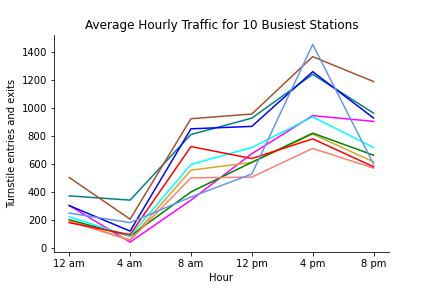 Average Hourly Traffic for 10 Busiest Stations
Turnstile entries and exits
1400
1200
1000
800
600
400
200
0
12 am 4 am 8 am 12 pm 4 pm 8 pm
Hour